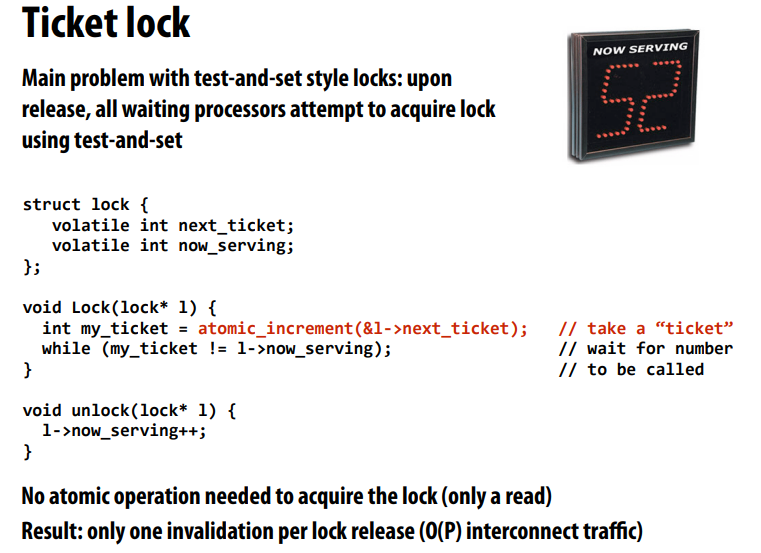 Ticket lock
NOW SERVING
52
Main problem with test-and-set style locks: upon
release, all waiting processors attempt to acquire lock
using test-and-set
struct lock {
   volatile int next_ticket;
   volatile int now_serving;
};
void Lock(lock* l) {
  int my_ticket = atomic_increment(&l->next_ticket);   // take a “ticket”
  while (my_ticket != l->now_serving);                 // wait for number
}                                                      // to be called
void unlock(lock* l) {
  l->now_serving++;
}
No atomic operation needed to acquire the lock (only a read)
Result: only one invalidation per lock release (O(P) interconnect traffic)